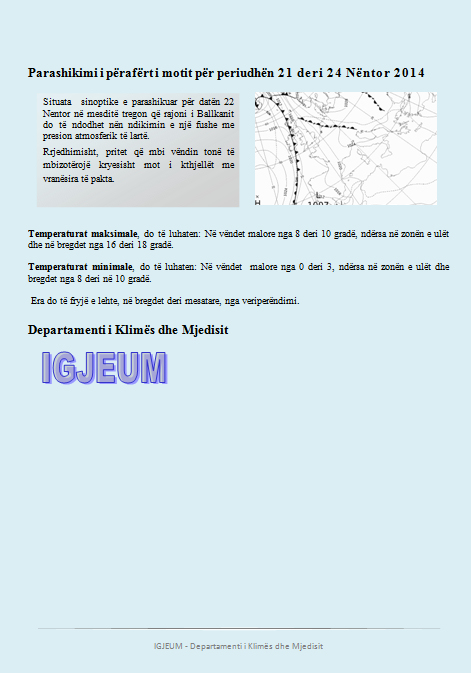 Parashikimi i përafërt i motit për periudhën 21 deri 24 Nëntor 2014
Situata sinoptike e parashikuar për datën 22
Nentor në mesditë tregon që rajoni i Ballkanit
do të ndodhet nën ndikimin e një fushe me
presion atmosferik të lartë.
Rrjedhimisht, pritet që mbi vëndin tonë të
mbizotërojë kryesisht mot i kthjellët me
vranësira të pakta.
H
L
Temperaturat maksimale, do të luhaten: Në vëndet malore nga 8 deri 10 gradë, ndërsa në zonën e ulët
dhe në bregdet nga 16 deri 18 gradë.
Temperaturat minimale, do të luhaten: Në vëndet malore nga 0 deri 3, ndërsa në zonën e ulët dhe
bregdet nga 8 deri në 10 gradë.
Era do të fryjë e lehte, në bregdet deri mesatare, nga veriperëndimi.
Departamenti i Klimës dhe Mjedisit
IGJEUM
IGJEUM - Departamenti i Klimës dhe Mjedisit